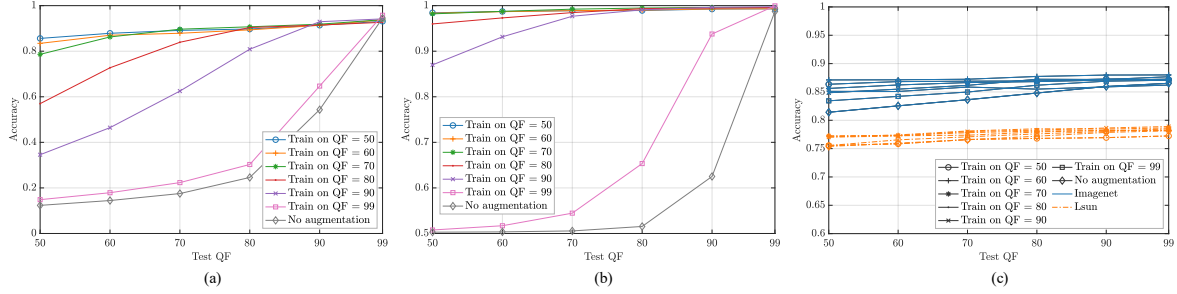 1
0.8
0.6
0.4
0.2
0
Accuracy
50 60 70 80 90 99
Test QF
Train on QF = 50
Train on QF = 60
Train on QF = 70
Train on QF = 80
Train on QF = 90
Train on QF = 99
No augmentation
(a)
1
0.9
0.8
0.7
0.6
0.5
Accuracy
50 60 70 80 90 99
Test QF
Train on QF = 50
Train on QF = 60
Train on QF = 70
Train on QF = 80
Train on QF = 90
Train on QF = 99
No augmentation
(b)
1
0.95
0.9
0.85
0.8
0.75
0.7
0.65
0.6
Accuracy
50 60 70 80 90 99
Test QF
Train on QF = 50
Train on QF = 60
Train on QF = 70
Train on QF = 80
Train on QF = 90
Train on QF = 99
No augmentation
Imagenet
Lsun
(c)